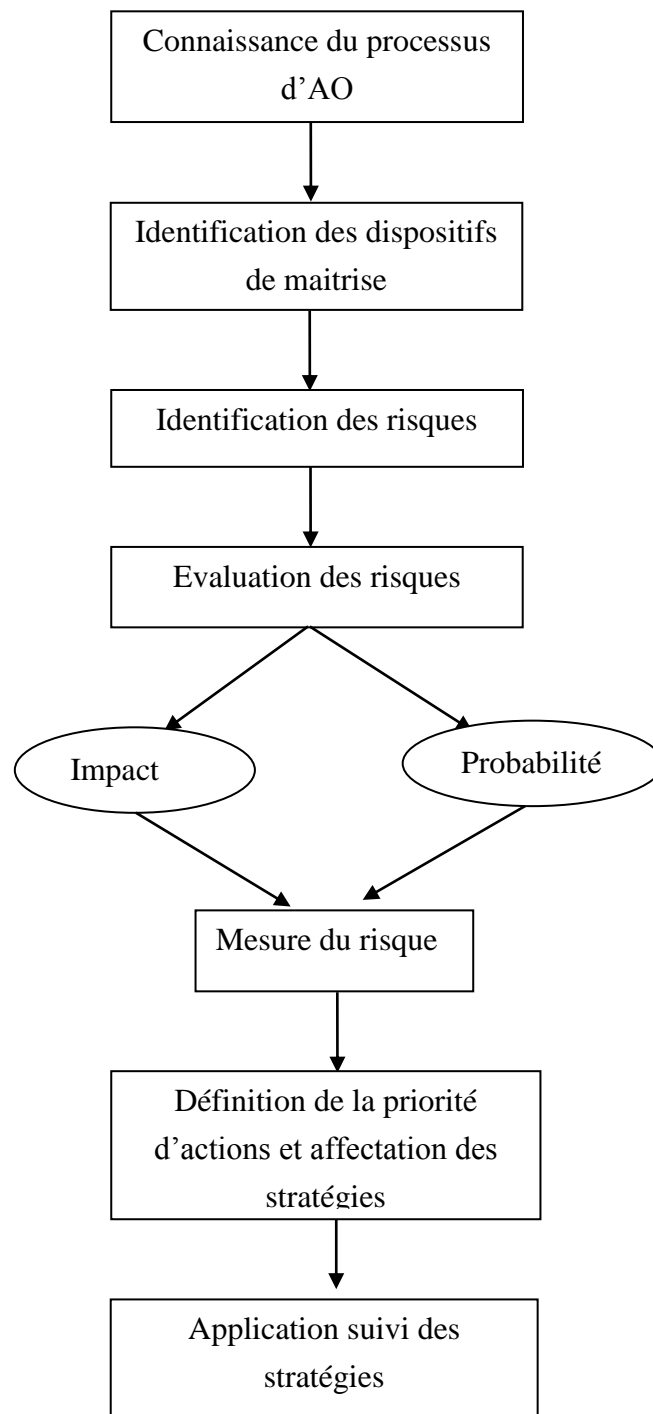 Connaissance du processus
d’AO
Identification des dispositifs
de maitrise
Identification des risques
Evaluation des risques
Impact
Probabilité
Mesure du risque
Définition de la priorité
d’actions et affectation des
stratégies
Application suivi des
stratégies